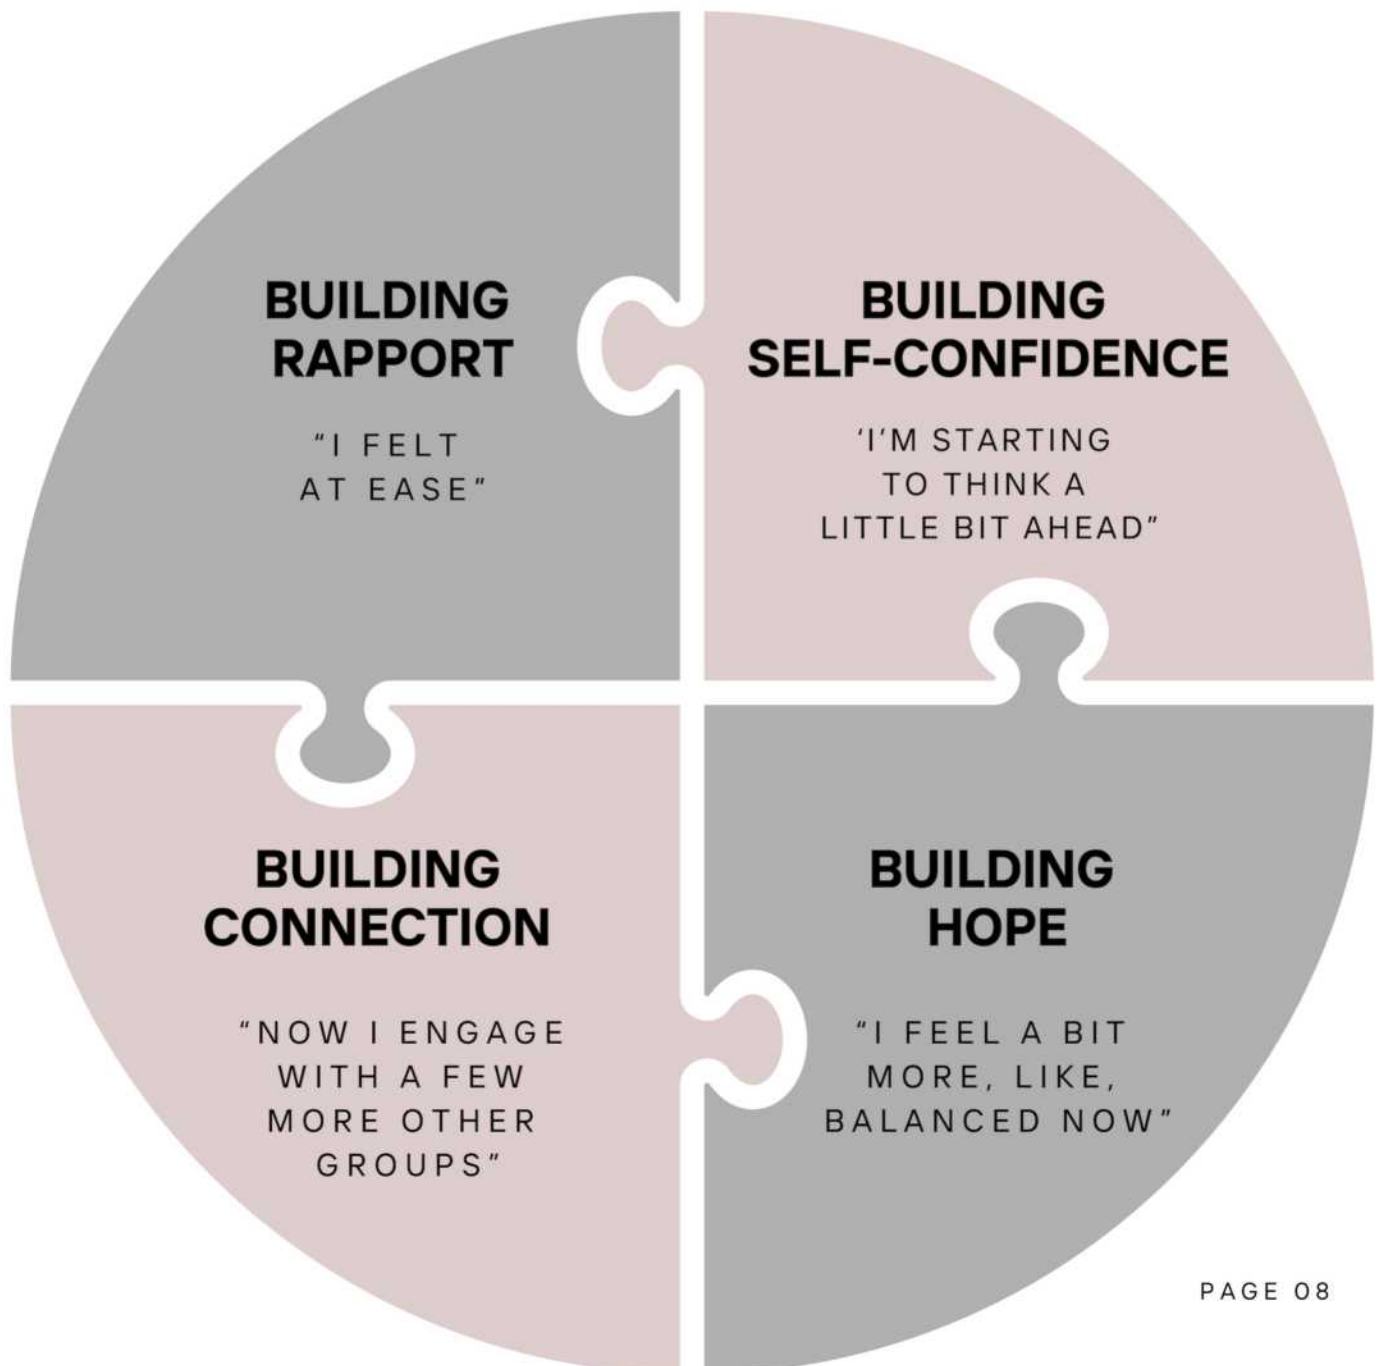 BUILDING
RAPPORT
“I FELT
AT EASE”
BUILDING
SELF-CONFIDENCE
‘I’M STARTING
TO THINK A
LITTLE BIT AHEAD”
BUILDING
CONNECTION
“NOW I ENGAGE
WITH A FEW
MORE OTHER
GROUPS”
BUILDING
HOPE
“I FEEL A BIT
MORE, LIKE,
BALANCED NOW”
PAGE 08